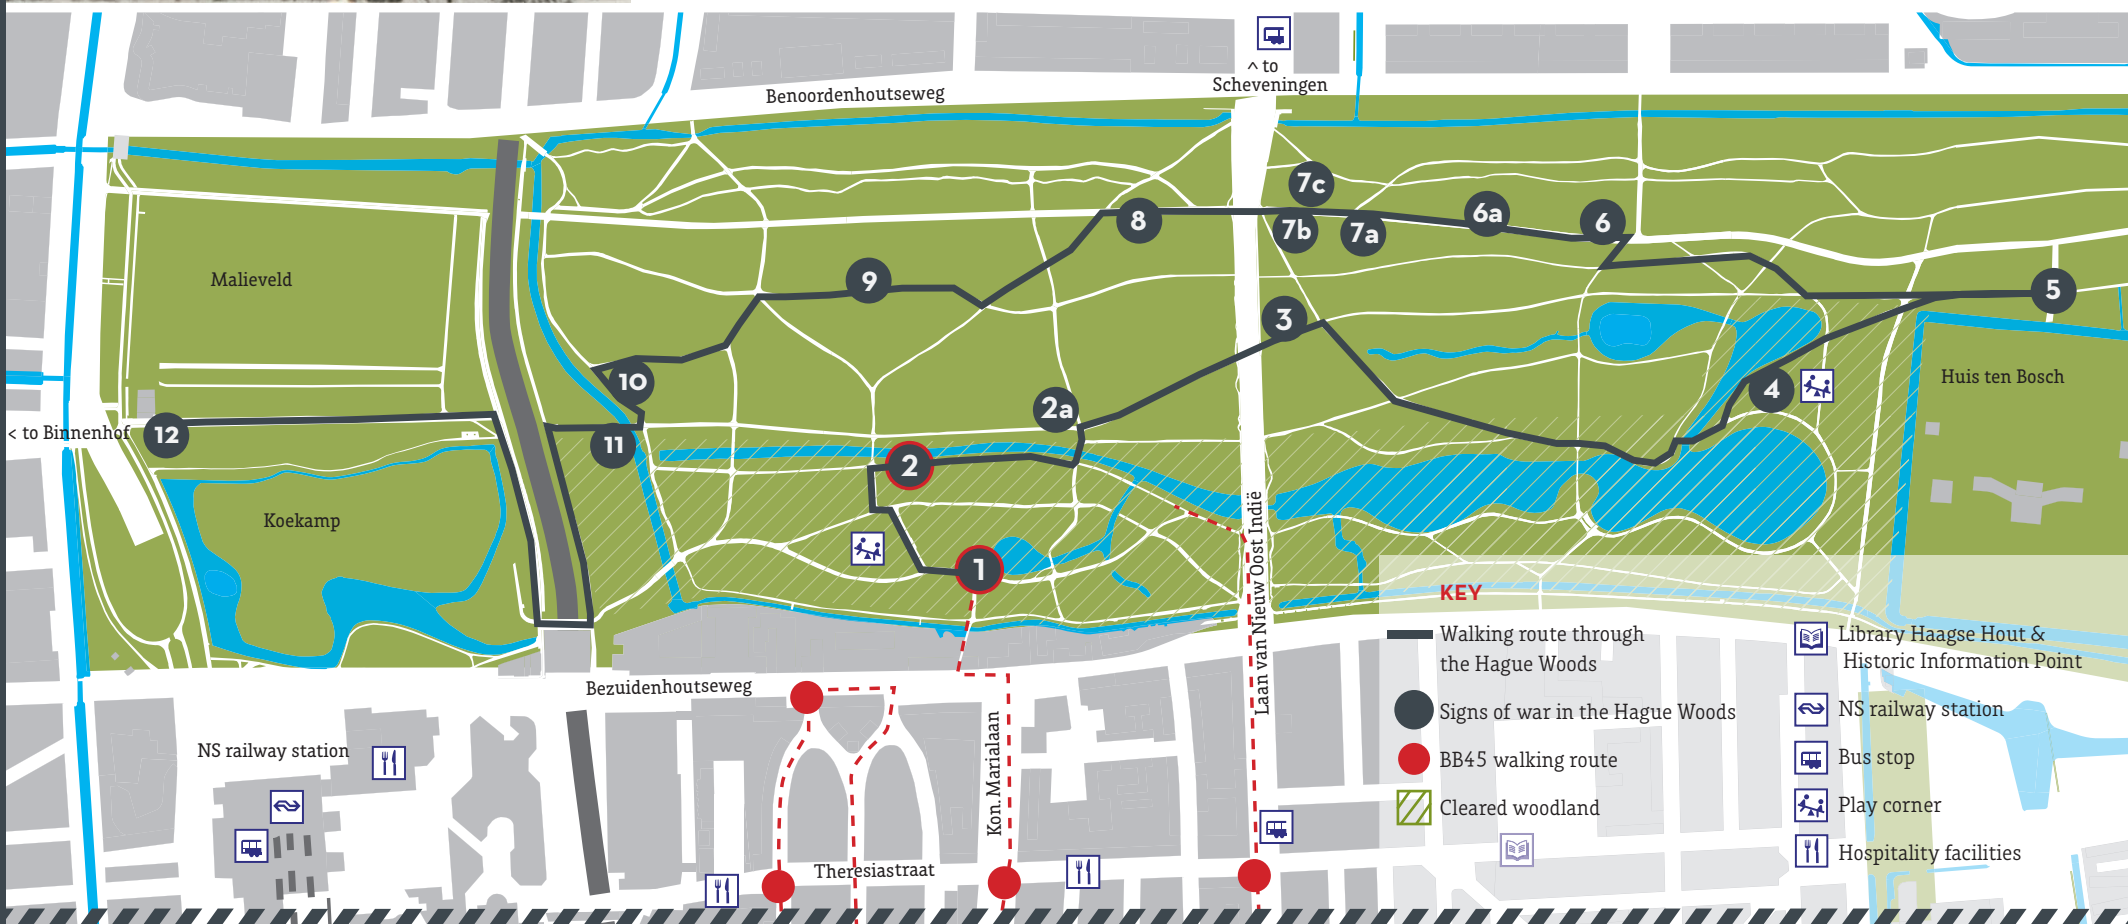 ^ to
Scheveningen
Benoordenhoutseweg
7c
6a
6
8
7b
7a
Malieveld
9
5
3
10
Huis ten Bosch
4
2a
< to Binnenhof
12
11
2
Koekamp
Laan van Nieuw Oost Indië
1
Bezuidenhoutseweg
Kon. Marialaan
NS railway station
Theresiastraat
KEY
Walking route through
the Hague Woods
Signs of war in the Hague Woods
BB45 walking route
Cleared woodland
Library Haagse Hout &
Historic Information Point
NS railway station
Bus stop
Play corner
Hospitality facilities